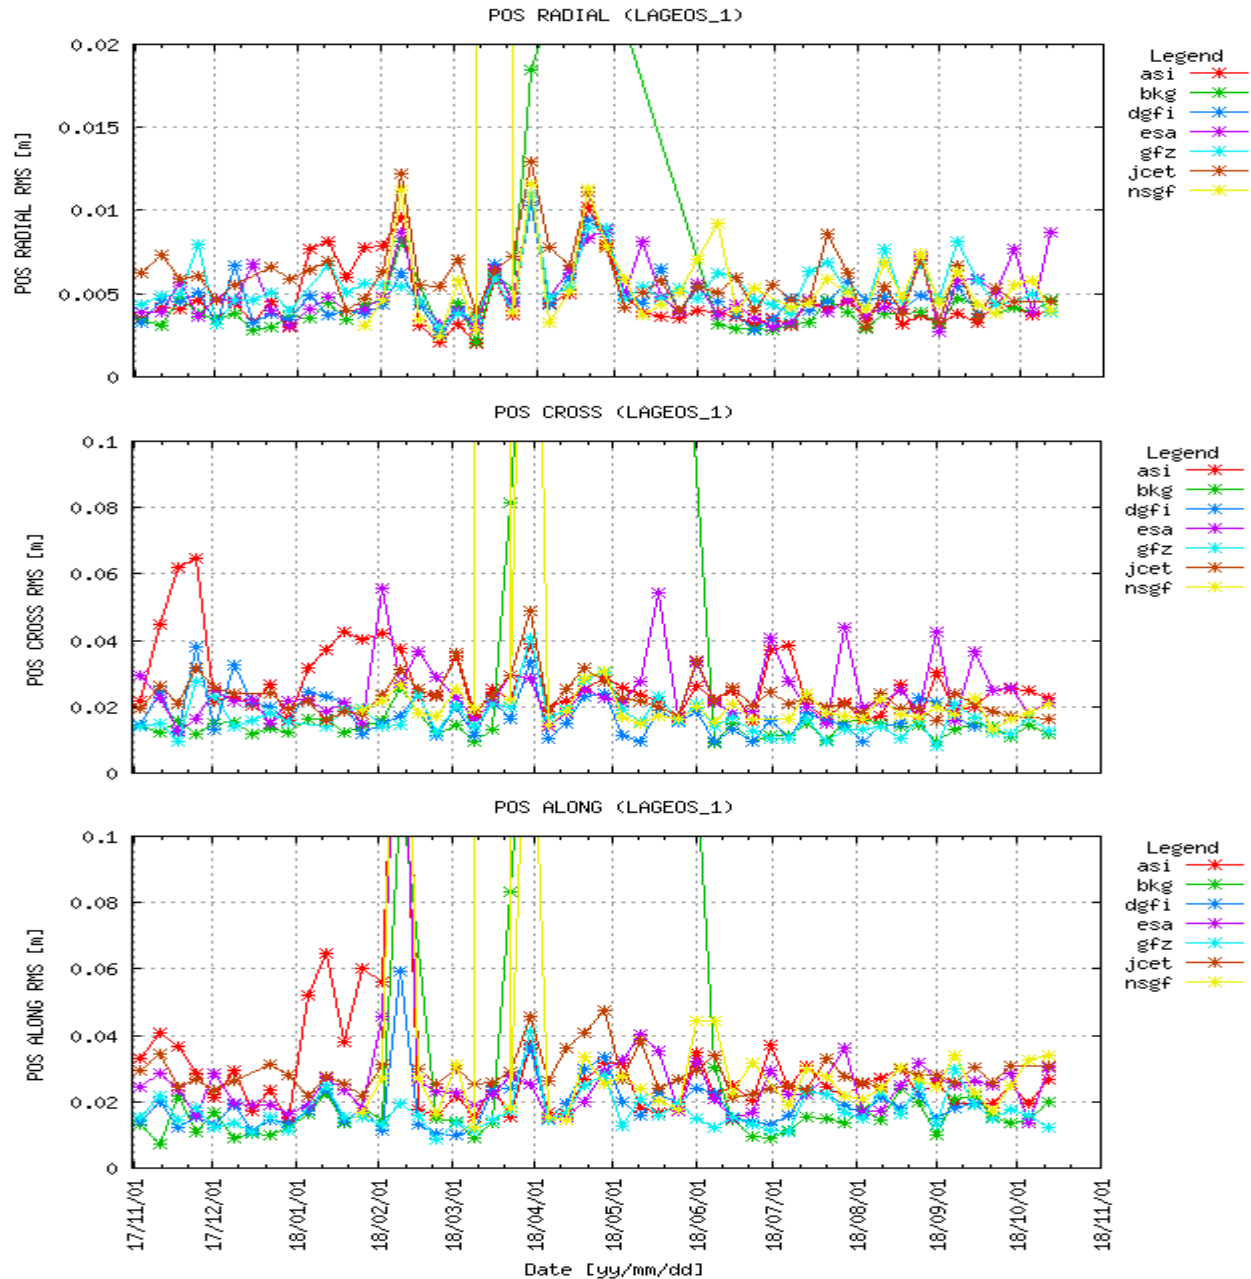 POS RADIAL (LAGEOS_1)
0.02
0.015
0.01
0.005
0
POS RADIAL RMS [m]
Legend
asi
bkg
dgfi
esa
gfz
jcet
nsgf
POS CROSS (LAGEOS_1)
0.1
0.08
0.06
0.04
0.02
0
POS CROSS RMS [m]
Legend
asi
bkg
dgfi
esa
gfz
jcet
nsgf
POS ALONG (LAGEOS_1)
0.1
0.08
0.06
0.04
0.02
0
POS ALONG RMS [m]
Legend
asi
bkg
dgfi
esa
gfz
jcet
nsgf
17/11/01
17/12/01
18/01/01
18/02/01
18/03/01
18/04/01
18/05/01
18/06/01
18/07/01
18/08/01
18/09/01
18/10/01
18/11/01
Date [yy/mm/dd]